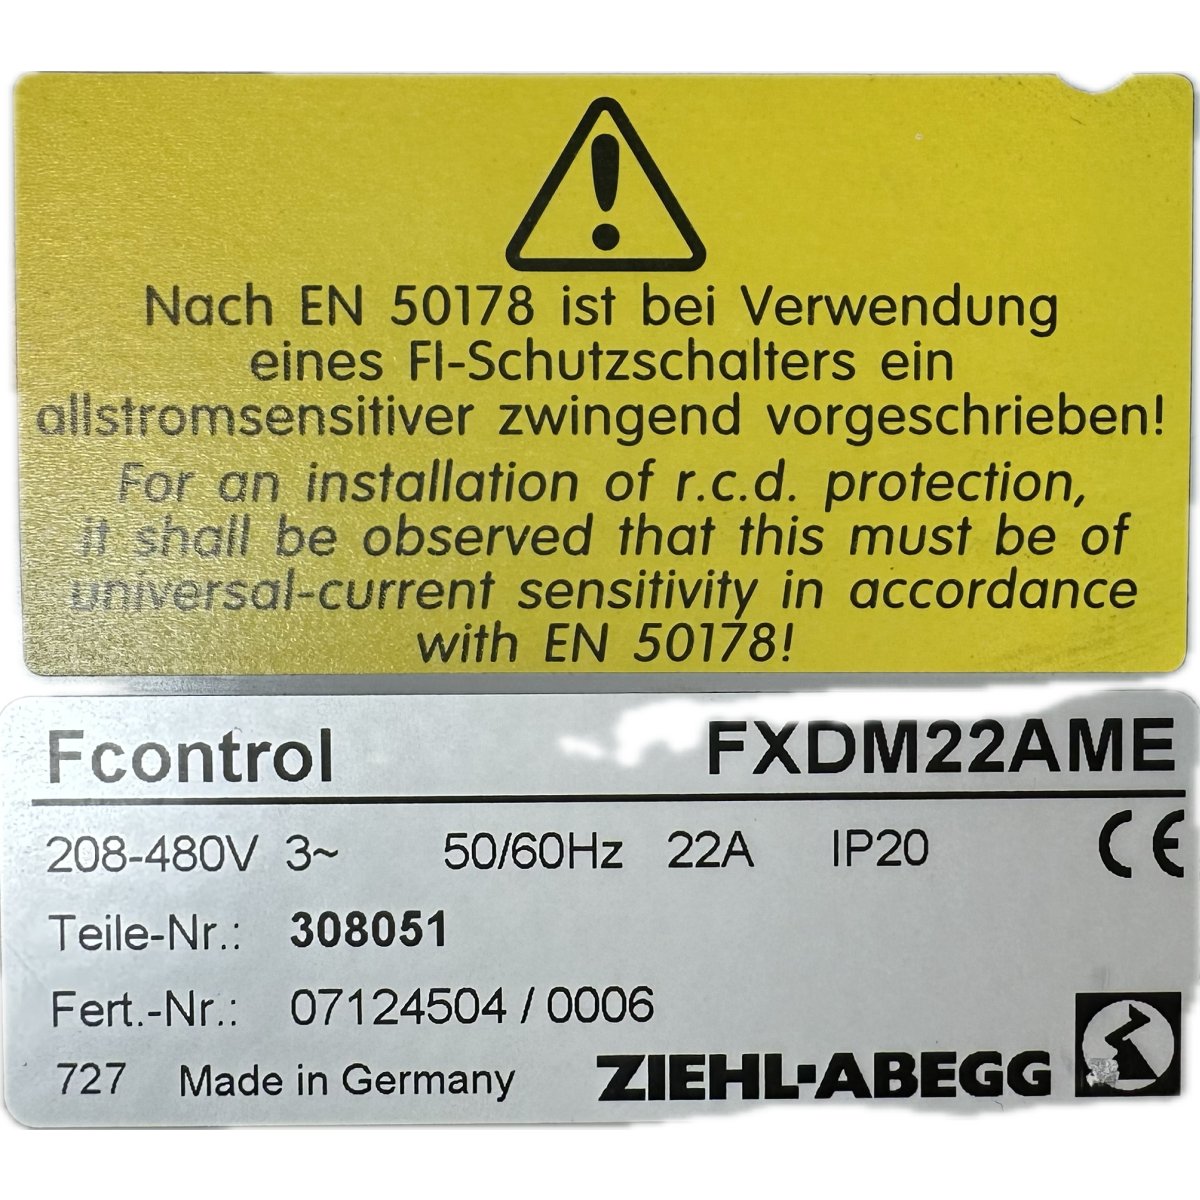 Nach EN 50178 ist bei Verwendung
eines FI-Schutzschalters ein
allstromsensitiver zwingend vorgeschrieben!
For an installation of r.c.d. protection,
it shall be observed that this must be of
universal-current sensitivity in accordance
with EN 50178!
Fcontrol FXDM22AME
208-480V 3~ 50/60Hz 22A IP20 CE
Teile-Nr.: 308051
Fert.-Nr.: 07124504 / 0006
727 Made in Germany ZIEHL-ABEGG